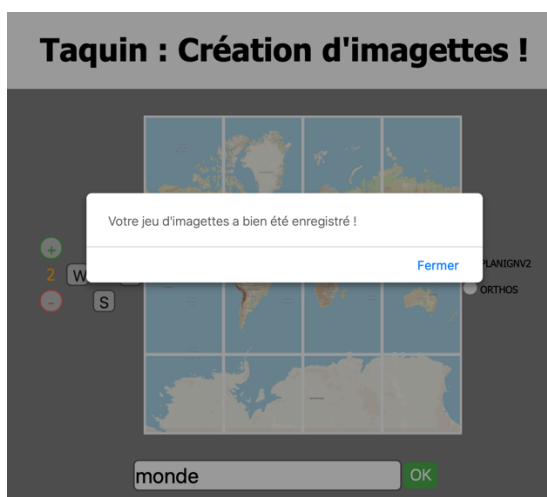 Taquin : Création d'imagettes !
Votre jeu d'imagettes a bien été enregistré !
Fermer
+
2 W
PLANIGNV2
- S
ORTHOS
monde
OK